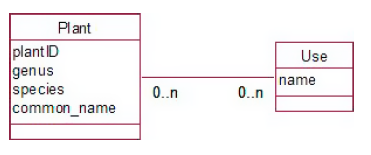 Plant
plantID
genus
species
common_name
0..n
0..n
Use
name